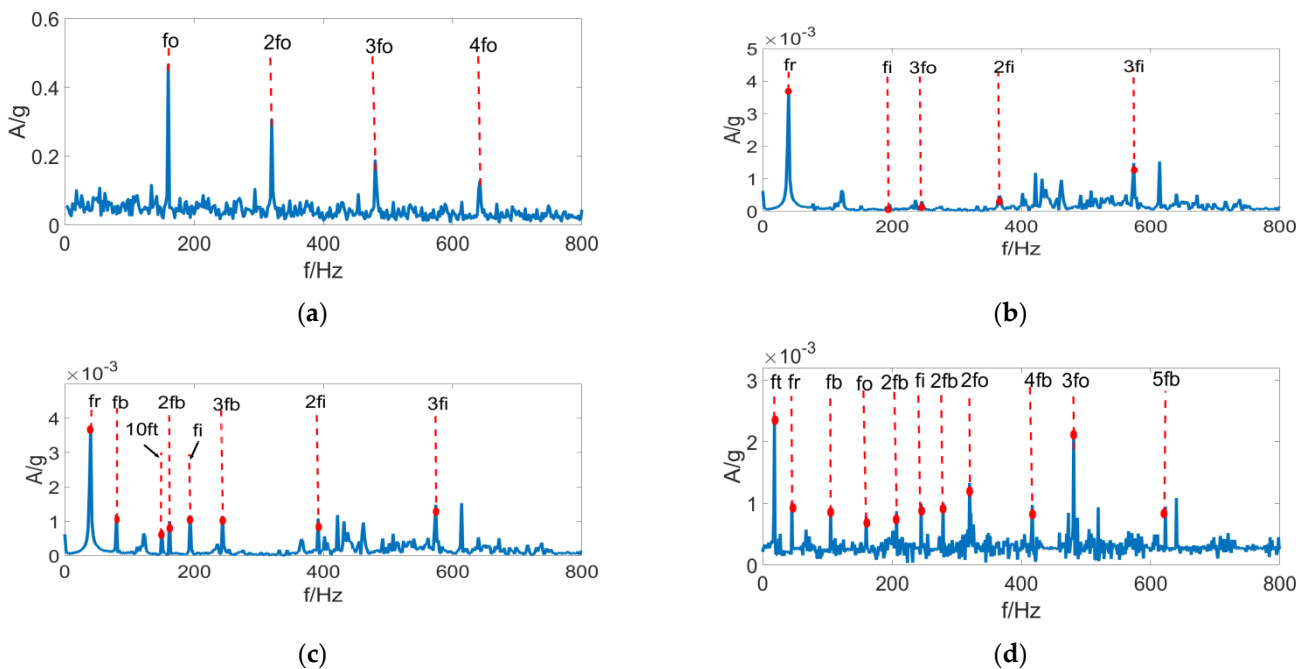 0.6
0.4
0.2
0
A/g
fo
2fo
3fo
4fo
0
200
400
600
800
f/Hz
(a)
×10⁻³
5
4
3
2
1
0
A/g
fr
fi
3fo
2fi
3fi
0
200
400
600
800
f/Hz
(b)
×10⁻³
4
3
2
1
0
A/g
fr
fb
10ft
2fb
fi
3fb
2fi
3fi
0
200
400
600
800
f/Hz
(c)
×10⁻³
3
2
1
0
A/g
ft
fr
fb
fo
2fb
fi
2fb
2fo
4fb
3fo
5fb
0
200
400
600
800
f/Hz
(d)